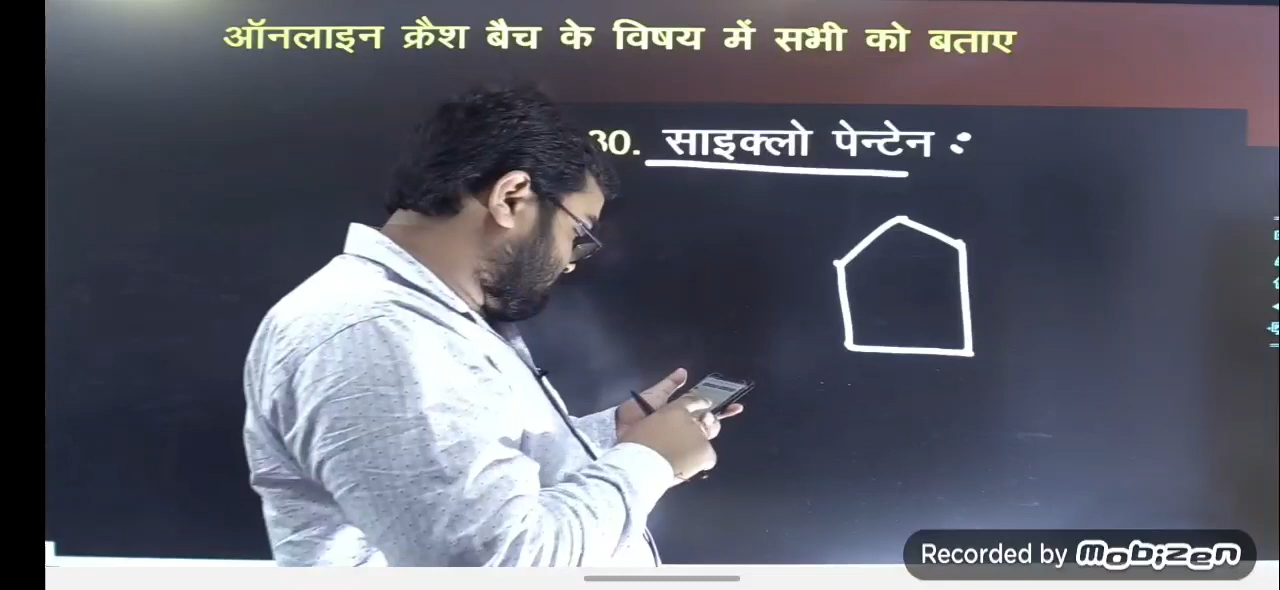 ऑनलाइन क्रैश बैच के विषय में सभी को बताए
30. साइक्लो पेन्टेन :
Recorded by Mobizen